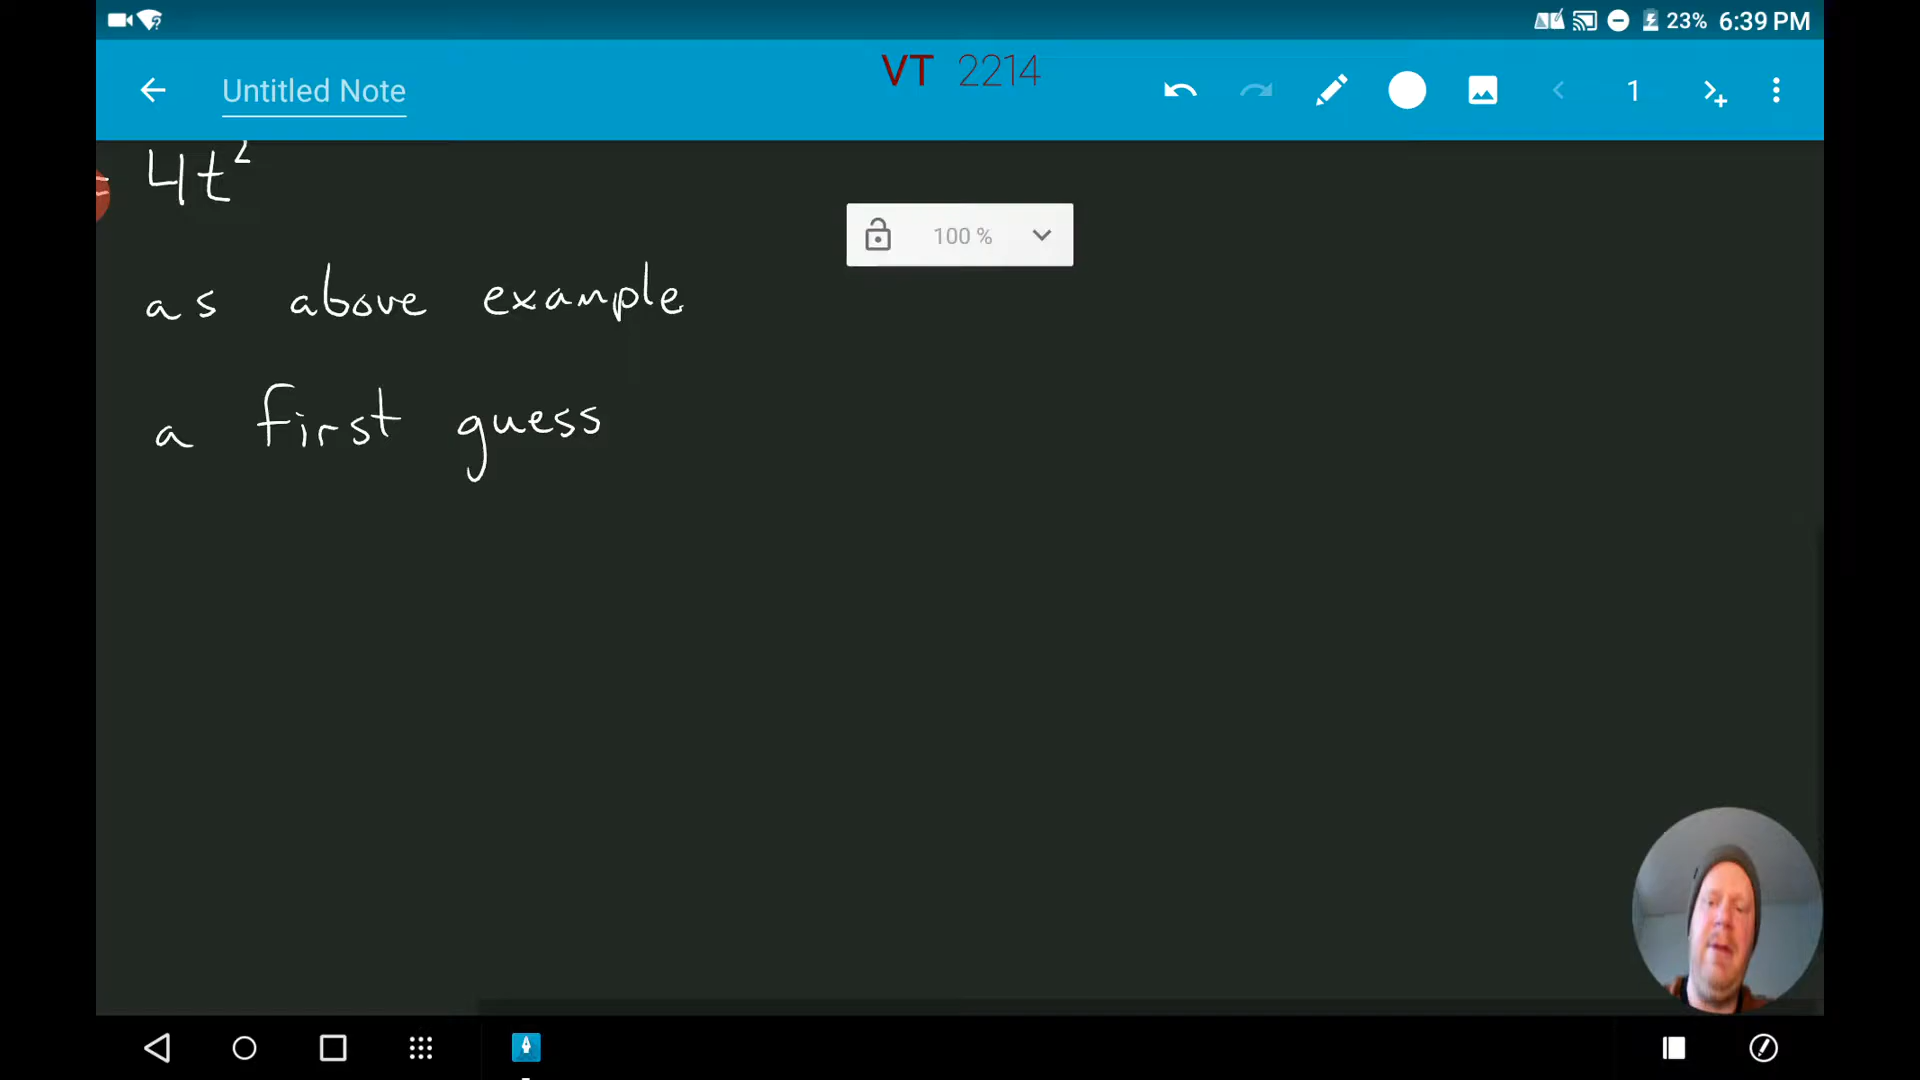 23% 6:39 PM
Untitled Note
VT 2214
1
4t²
100 %
as above example
a first guess